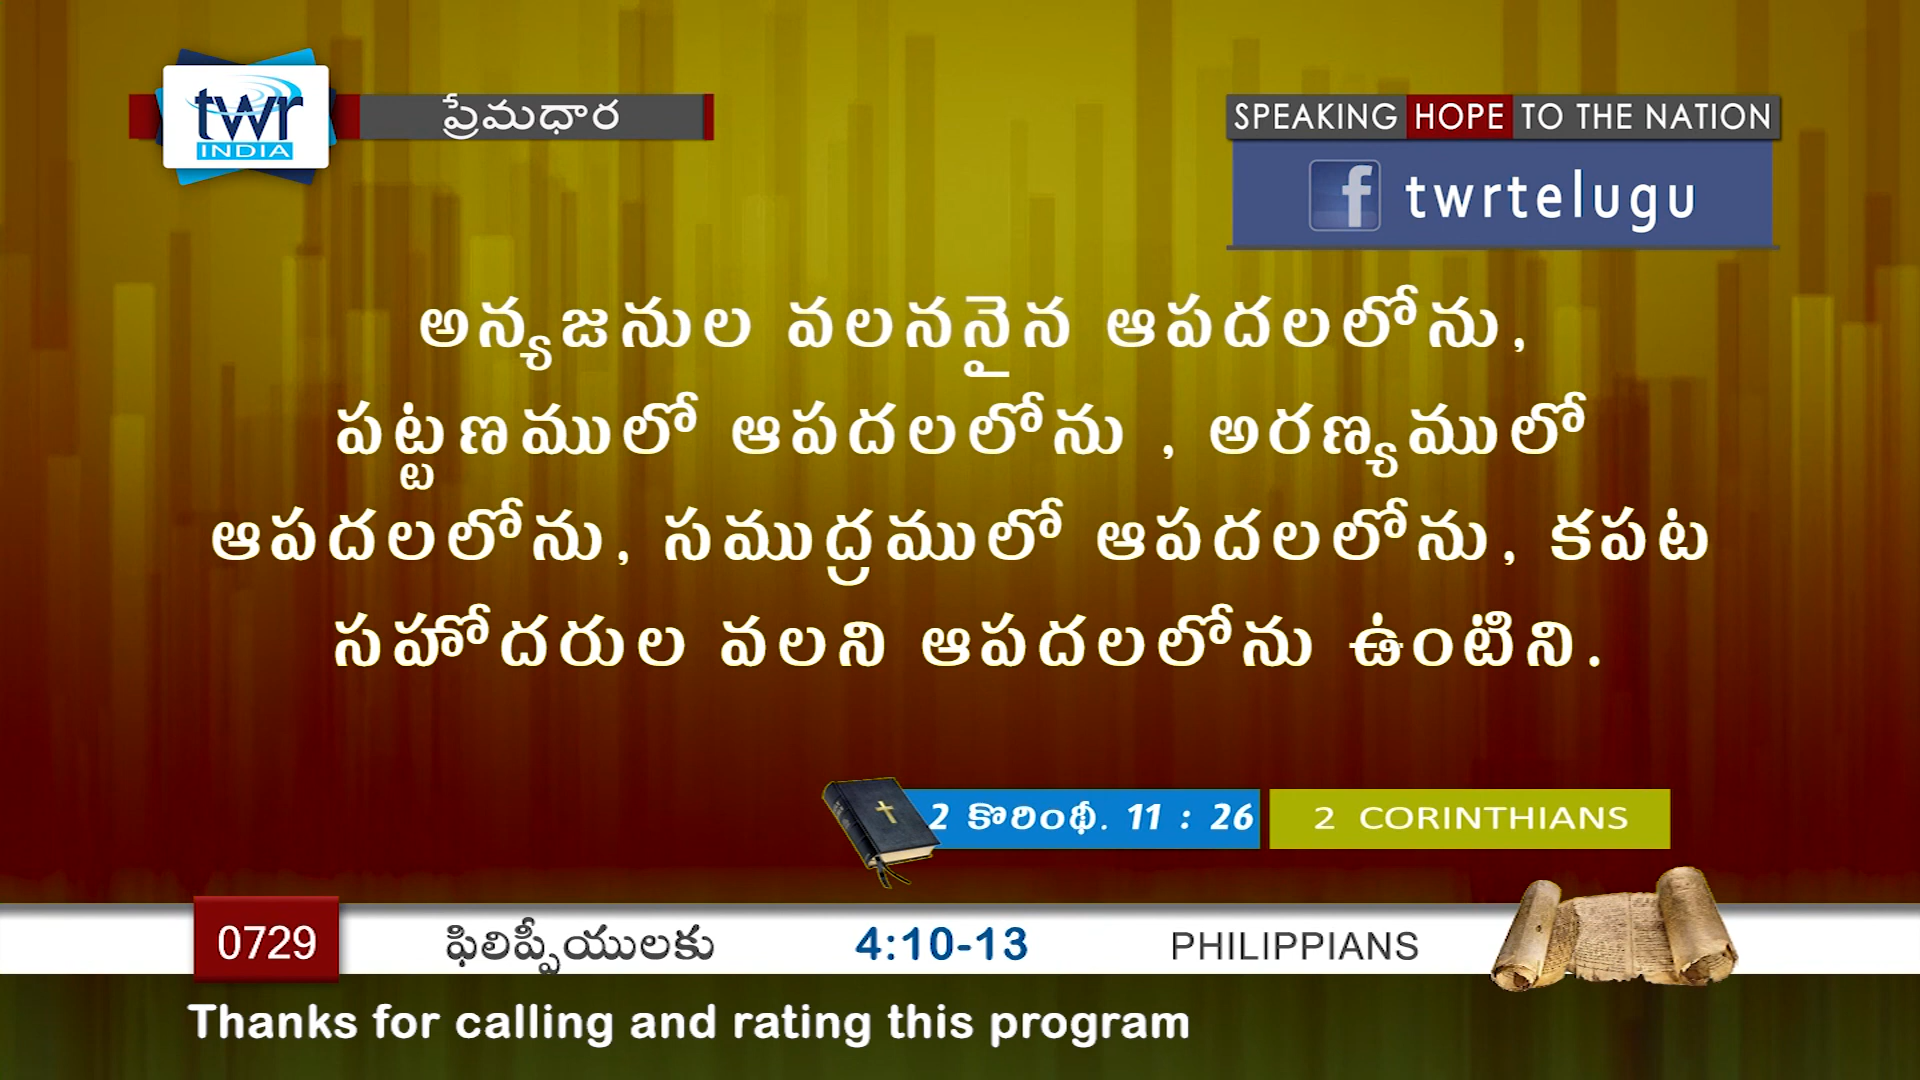 twr
INDIA
ప్రేమధార
SPEAKING HOPE TO THE NATION
f twrtelugu
అన్యజనుల వలననైన ఆపదలలోను,
పట్టణములో ఆపదలలోను , అరణ్యములో
ఆపదలలోను, సముద్రములో ఆపదలలోను, కపట
సహోదరుల వలని ఆపదలలోను ఉంటిని.
2 కొరింథీ. 11 : 26 2 CORINTHIANS
0729 ఫిలిప్పీయులకు 4:10-13 PHILIPPIANS
Thanks for calling and rating this program